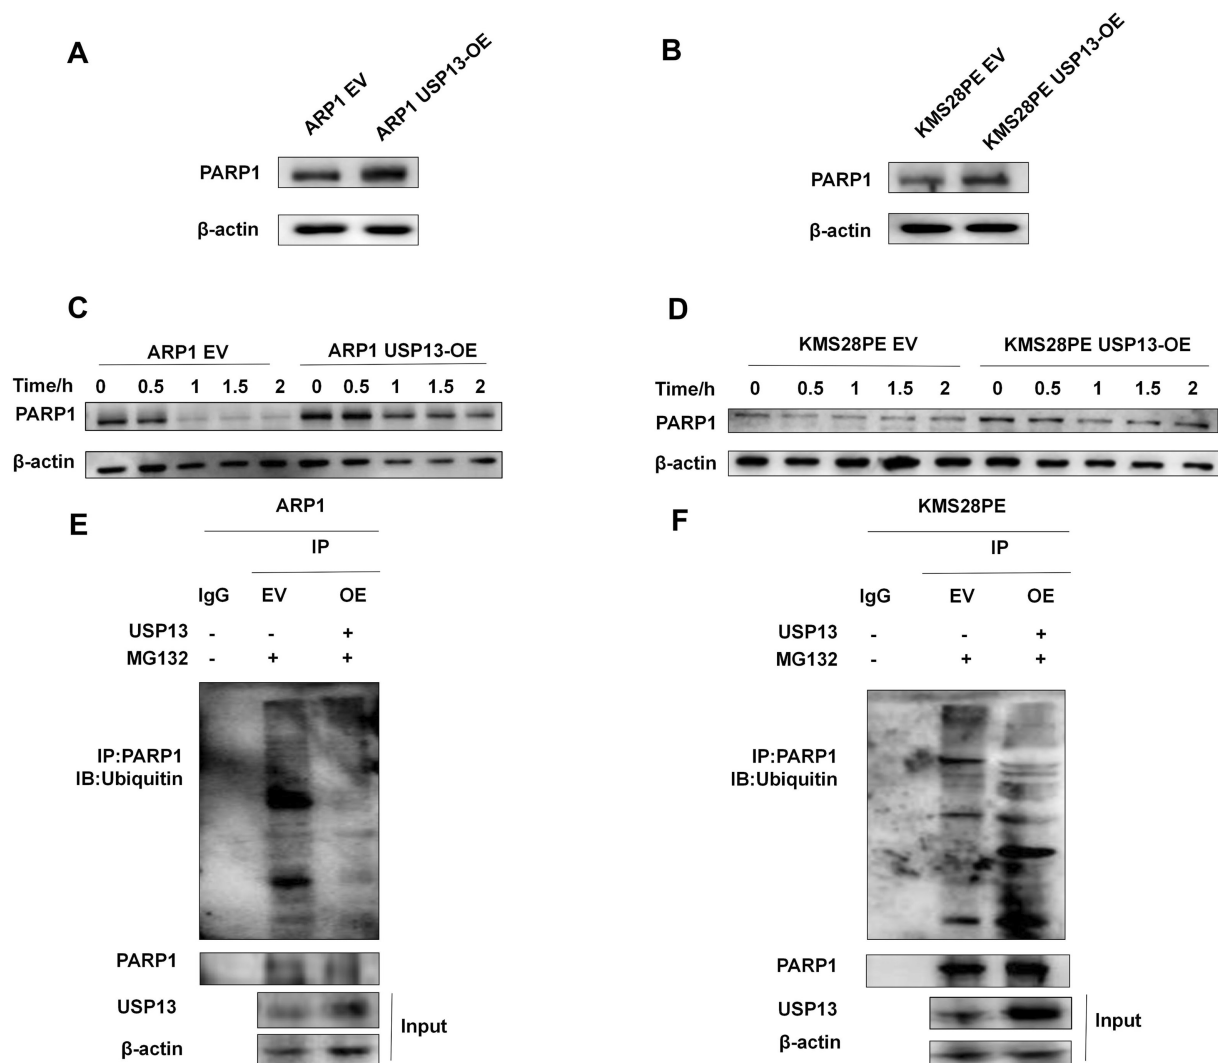 A
ARP1 EV
ARP1 USP13-OE
PARP1
β-actin
B
KMS28PE EV
KMS28PE USP13-OE
PARP1
β-actin
C
ARP1 EV ARP1 USP13-OE
Time/h 0 0.5 1 1.5 2 0 0.5 1 1.5 2
PARP1
β-actin
D
KMS28PE EV KMS28PE USP13-OE
Time/h 0 0.5 1 1.5 2 0 0.5 1 1.5 2
PARP1
β-actin
E
ARP1
IP
IgG EV OE
USP13 - - +
MG132 - + +
IP:PARP1
IB:Ubiquitin
PARP1
USP13
β-actin
Input
F
KMS28PE
IP
IgG EV OE
USP13 - - +
MG132 - + +
IP:PARP1
IB:Ubiquitin
PARP1
USP13
β-actin
Input